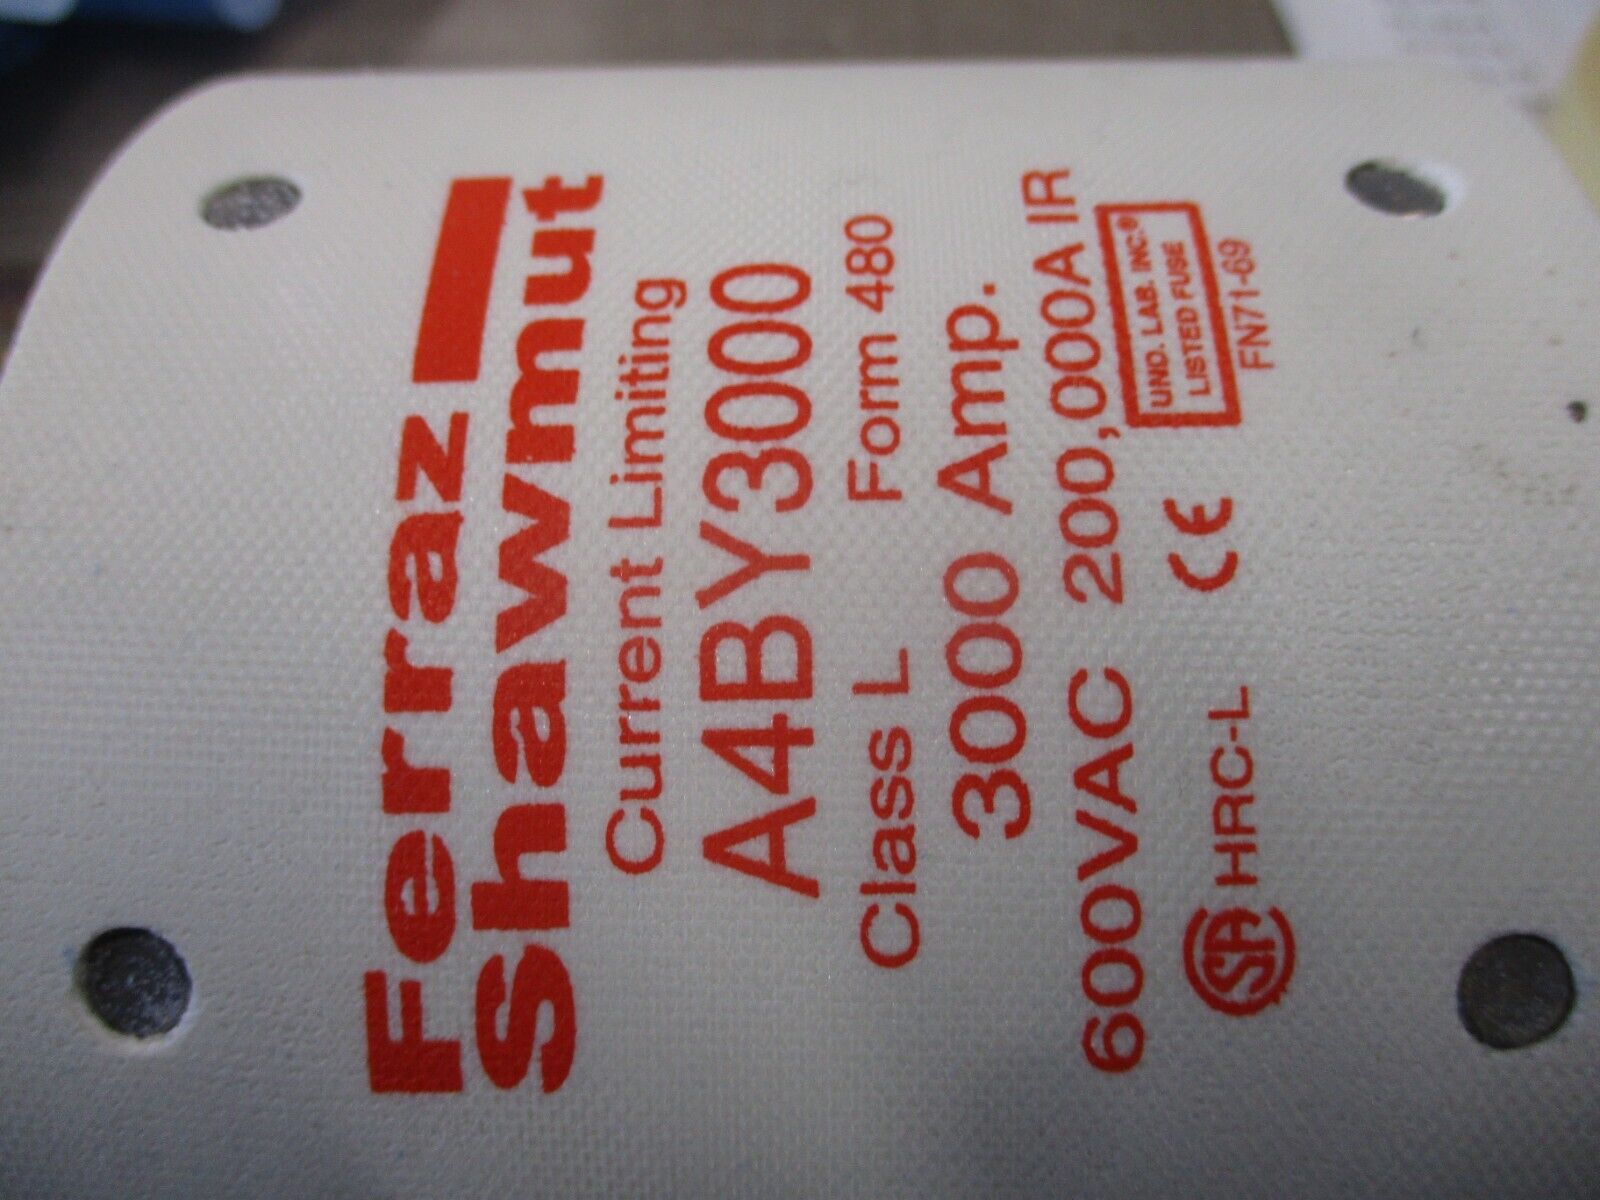 Ferraz
Shawmut
Current Limiting
A4BY3000
Class L Form 480
3000 Amp.
600VAC 200,000A IR
SA HRC-L CE
UND. LAB. INC.®
LISTED FUSE
FN71-69